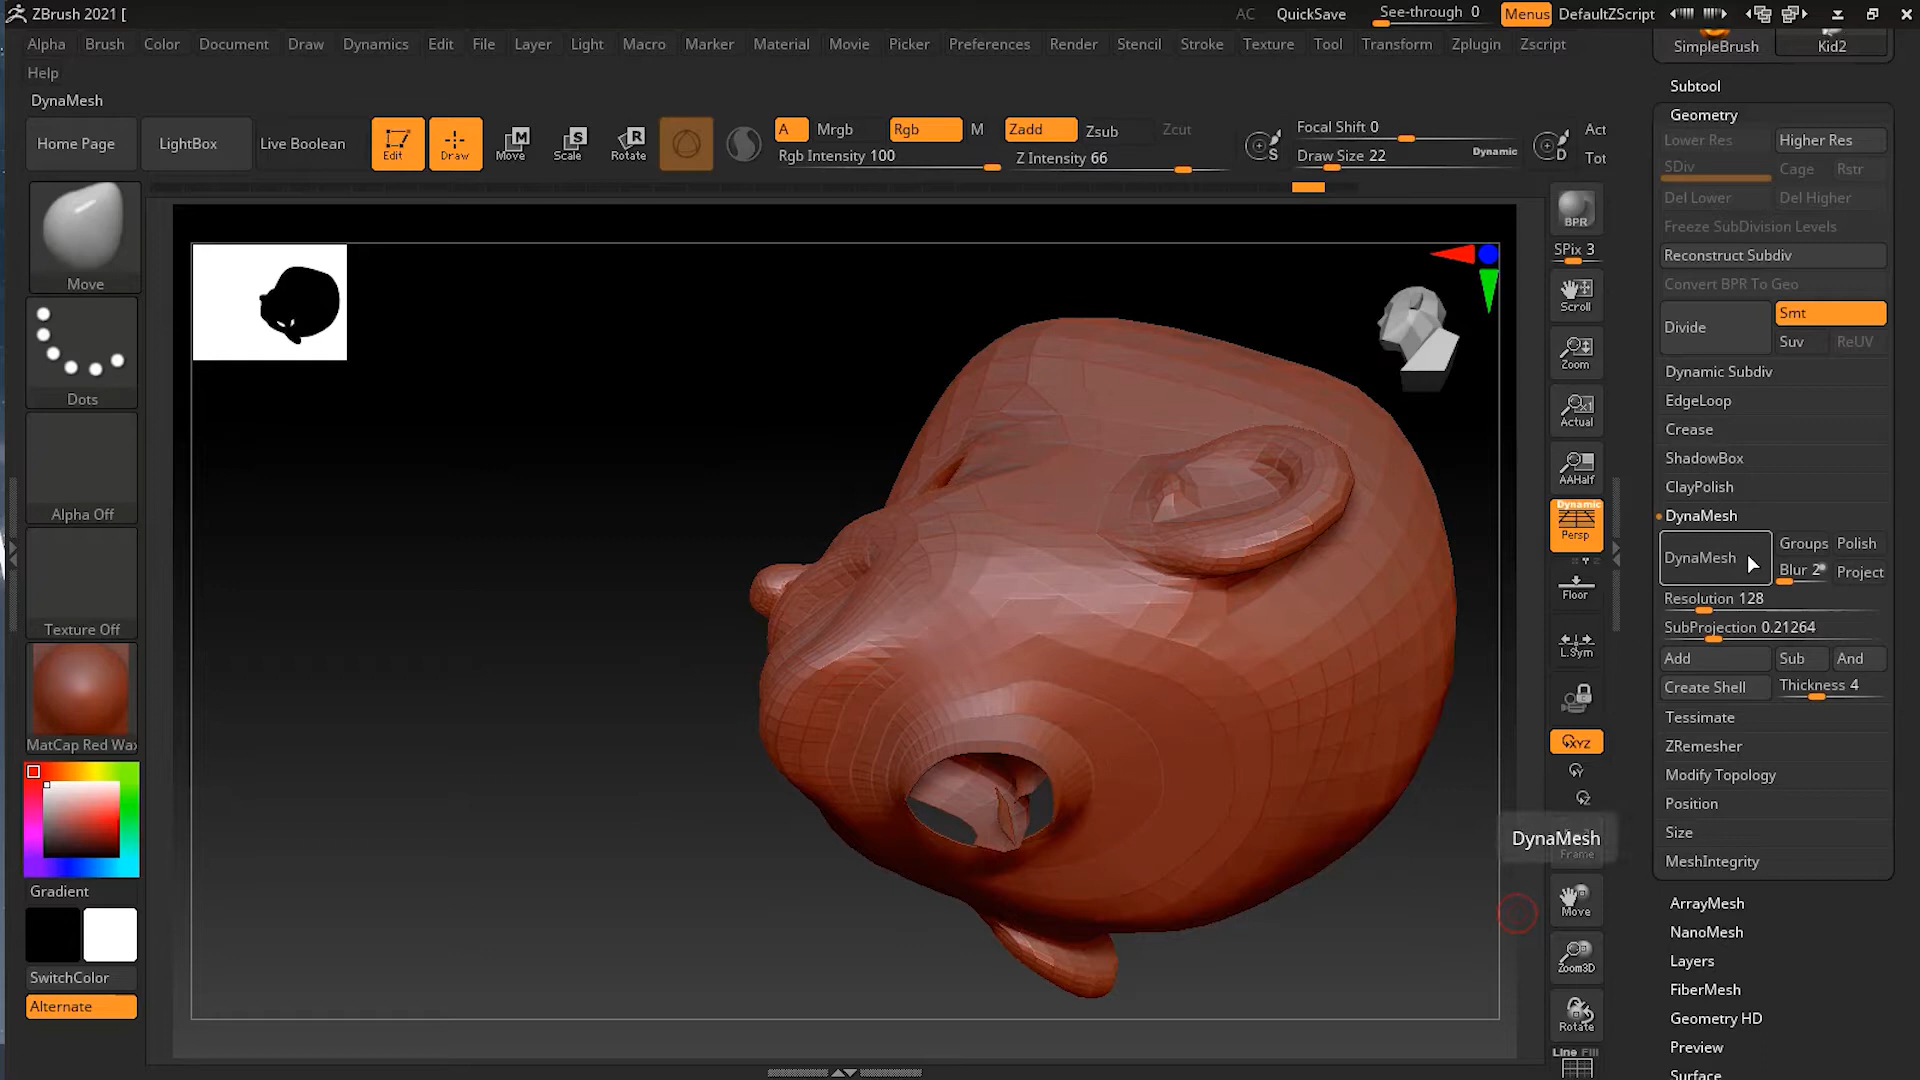 ZBrush 2021 [
AC QuickSave See-through 0 Menus DefaultZScript
Alpha Brush Color Document Draw Dynamics Edit File Layer Light Macro Marker Material Movie Picker Preferences Render Stencil Stroke Texture Tool Transform Zplugin Zscript
Help
DynaMesh
Home Page LightBox Live Boolean Edit Draw Move Scale Rotate
A Mrgb Rgb M Zadd Zsub Zcut
Rgb Intensity 100 Z Intensity 66
Focal Shift 0
Draw Size 22 Dynamic
S D
Act
Tot
Move
Dots
Alpha Off
Texture Off
MatCap Red Wax
Gradient
SwitchColor
Alternate
BPR
SPix 3
Scroll
Zoom
Actual
AAHalf
Dynamic
Persp
Floor
L.Sym
XYZ
Y
Z
DynaMesh
Frame
Move
Zoom3D
Rotate
Line Fill
SimpleBrush Kid2
Subtool
Geometry
Lower Res Higher Res
SDiv Cage Rstr
Del Lower Del Higher
Freeze SubDivision Levels
Reconstruct Subdiv
Convert BPR To Geo
Divide Smt
Suv ReUV
Dynamic Subdiv
EdgeLoop
Crease
ShadowBox
ClayPolish
DynaMesh
DynaMesh Groups Polish
Blur 2 Project
Resolution 128
SubProjection 0.21264
Add Sub And
Create Shell Thickness 4
Tessimate
ZRemesher
Modify Topology
Position
Size
MeshIntegrity
ArrayMesh
NanoMesh
Layers
FiberMesh
Geometry HD
Preview
Surface